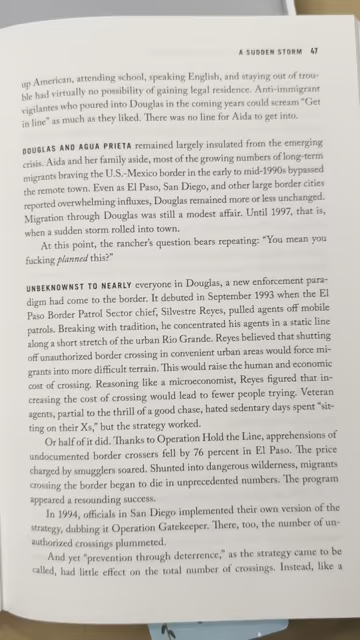 A SUDDEN STORM 47
up American, attending school, speaking English, and staying out of trou-
ble had virtually no possibility of gaining legal residence. Anti-immigrant
vigilantes who poured into Douglas in the coming years could scream “Get
in line” as much as they liked. There was no line for Aida to get into.
DOUGLAS AND AGUA PRIETA remained largely insulated from the emerging
crisis. Aida and her family aside, most of the growing numbers of long-term
migrants braving the U.S.-Mexico border in the early to mid-1990s bypassed
the remote town. Even as El Paso, San Diego, and other large border cities
reported overwhelming influxes, Douglas remained more or less unchanged.
Migration through Douglas was still a modest affair. Until 1997, that is,
when a sudden storm rolled into town.
At this point, the rancher’s question bears repeating: “You mean you
fucking planned this?”
UNBEKNOWNST TO NEARLY everyone in Douglas, a new enforcement para-
digm had come to the border. It debuted in September 1993 when the El
Paso Border Patrol Sector chief, Silvestre Reyes, pulled agents off mobile
patrols. Breaking with tradition, he concentrated his agents in a static line
along a short stretch of the urban Rio Grande. Reyes believed that shutting
off unauthorized border crossing in convenient urban areas would force mi-
grants into more difficult terrain. This would raise the human and economic
cost of crossing. Reasoning like a microeconomist, Reyes figured that in-
creasing the cost of crossing would lead to fewer people trying. Veteran
agents, partial to the thrill of a good chase, hated sedentary days spent “sit-
ting on their Xs,” but the strategy worked.
Or half of it did. Thanks to Operation Hold the Line, apprehensions of
undocumented border crossers fell by 76 percent in El Paso. The price
charged by smugglers soared. Shunted into dangerous wilderness, migrants
crossing the border began to die in unprecedented numbers. The program
appeared a resounding success.
In 1994, officials in San Diego implemented their own version of the
strategy, dubbing it Operation Gatekeeper. There, too, the number of un-
authorized crossings plummeted.
And yet “prevention through deterrence,” as the strategy came to be
called, had little effect on the total number of crossings. Instead, like a